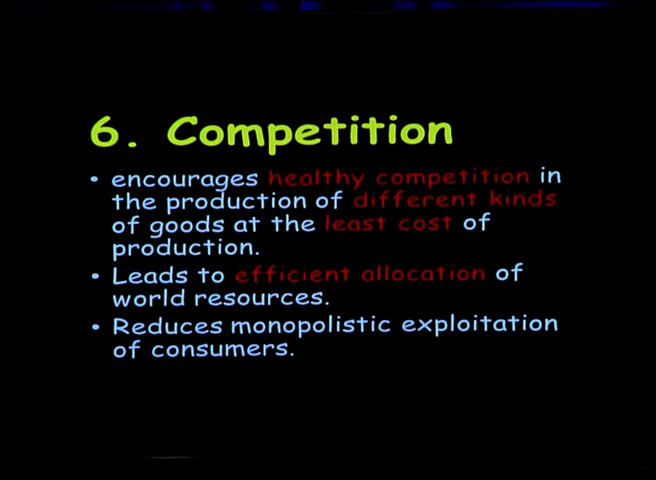 6. Competition
• encourages healthy competition in
the production of different kinds
of goods at the least cost of
production.
• Leads to efficient allocation of
world resources.
• Reduces monopolistic exploitation
of consumers.